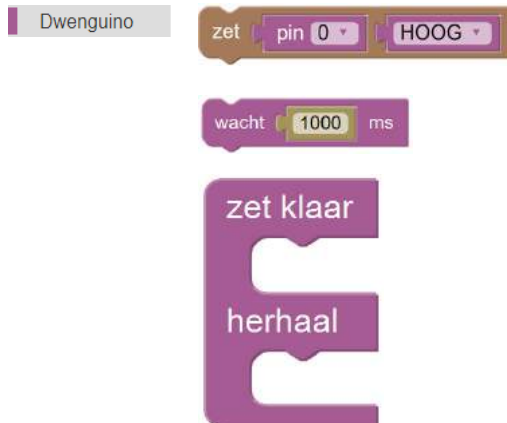 Dwenguino
zet pin 0 HOOG
wacht 1000 ms
zet klaar
herhaal